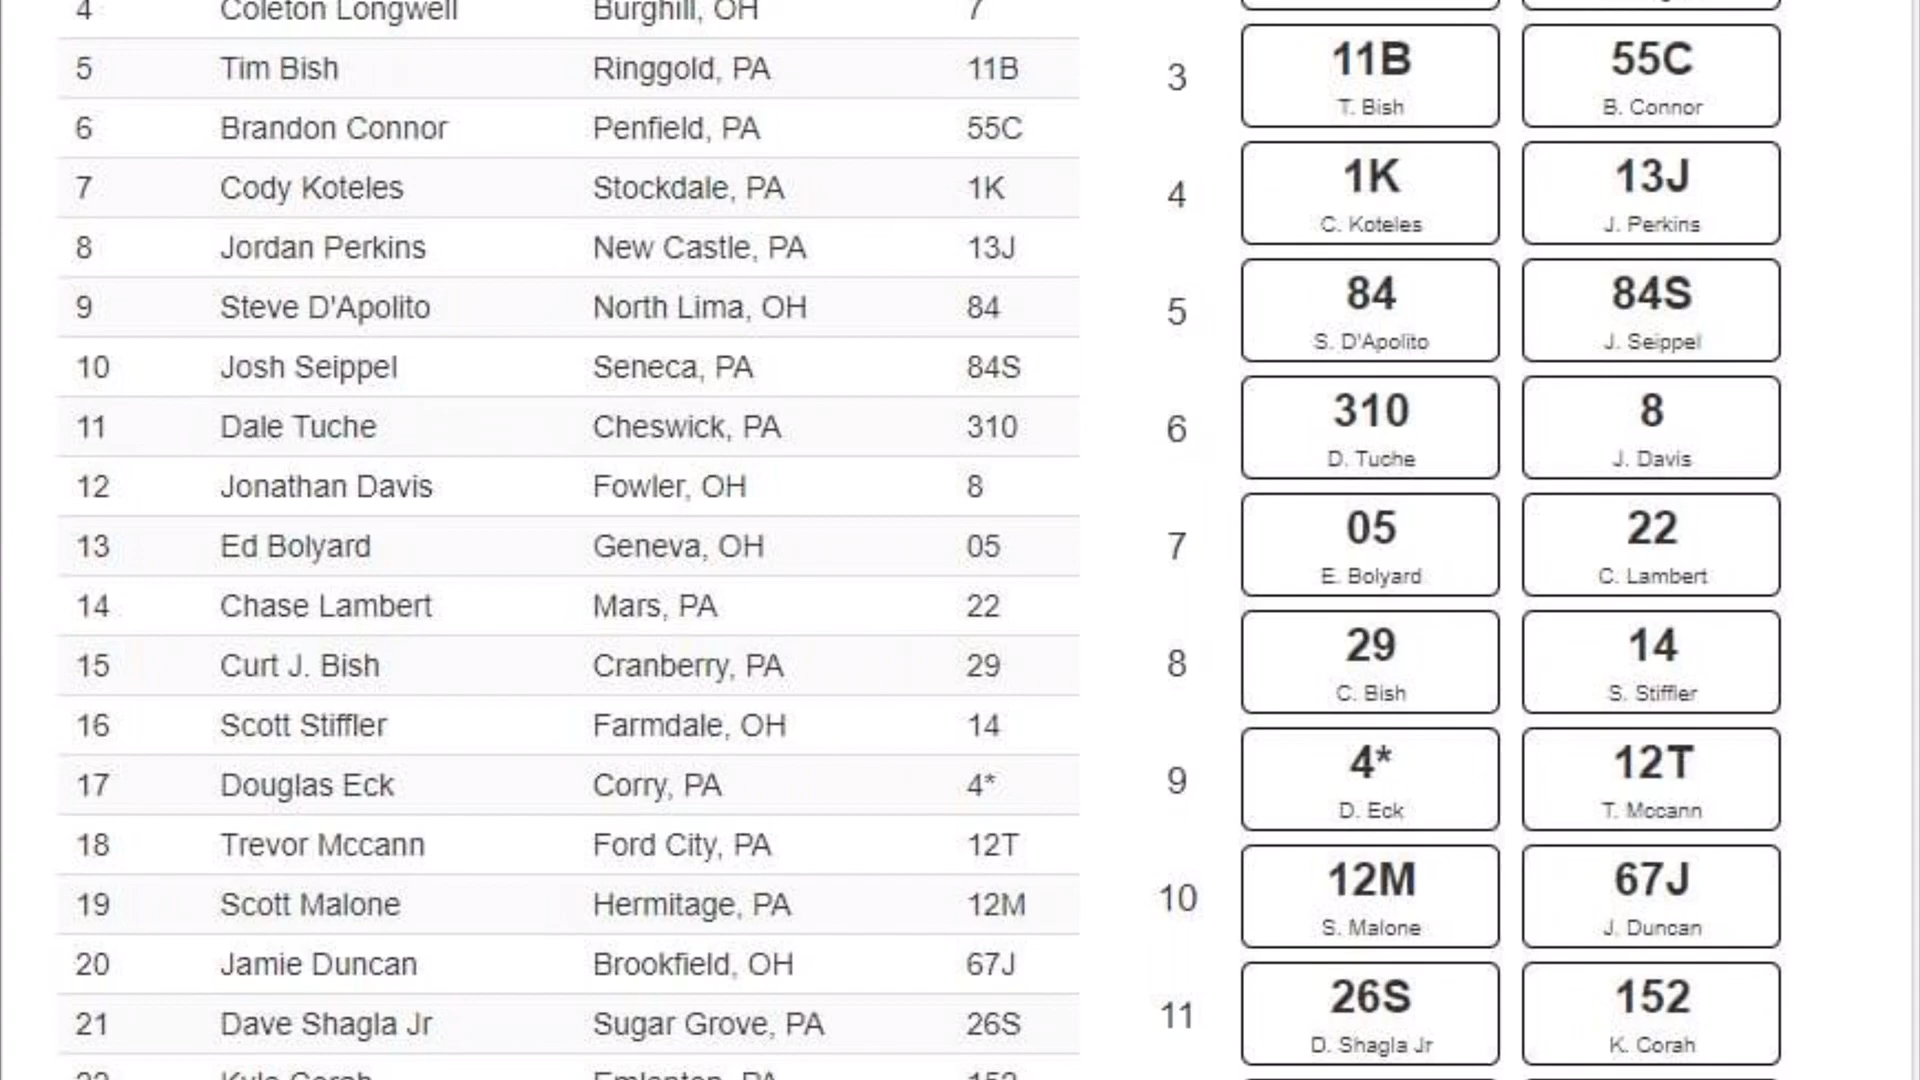 4 Coleton Longwell Burghill, OH 7
5 Tim Bish Ringgold, PA 11B
6 Brandon Connor Penfield, PA 55C
7 Cody Koteles Stockdale, PA 1K
8 Jordan Perkins New Castle, PA 13J
9 Steve D'Apolito North Lima, OH 84
10 Josh Seippel Seneca, PA 84S
11 Dale Tuche Cheswick, PA 310
12 Jonathan Davis Fowler, OH 8
13 Ed Bolyard Geneva, OH 05
14 Chase Lambert Mars, PA 22
15 Curt J. Bish Cranberry, PA 29
16 Scott Stiffler Farmdale, OH 14
17 Douglas Eck Corry, PA 4*
18 Trevor Mccann Ford City, PA 12T
19 Scott Malone Hermitage, PA 12M
20 Jamie Duncan Brookfield, OH 67J
21 Dave Shagla Jr Sugar Grove, PA 26S
22 Kyle Corah Emlenton, PA 152
3 11B 55C
T. Bish B. Connor
4 1K 13J
C. Koteles J. Perkins
5 84 84S
S. D'Apolito J. Seippel
6 310 8
D. Tuche J. Davis
7 05 22
E. Bolyard C. Lambert
8 29 14
C. Bish S. Stiffler
9 4* 12T
D. Eck T. Mccann
10 12M 67J
S. Malone J. Duncan
11 26S 152
D. Shagla Jr K. Corah